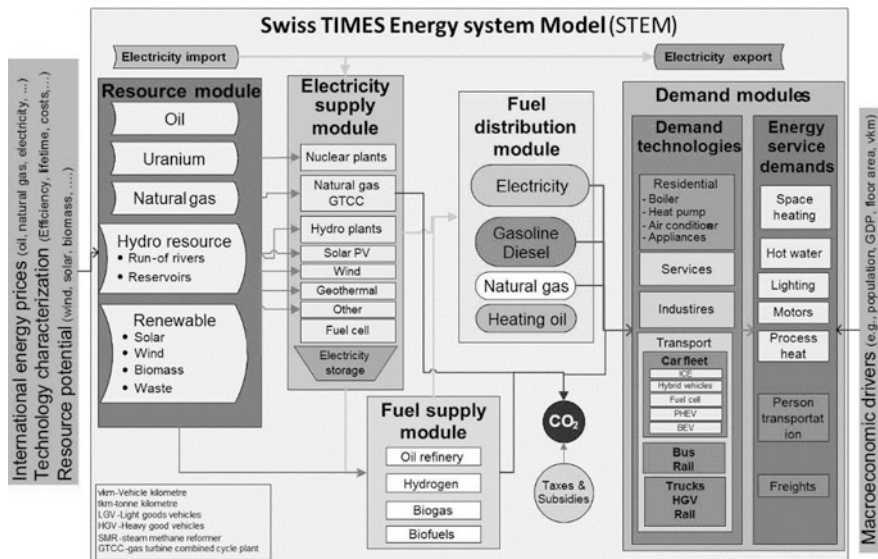 Swiss TIMES Energy system Model (STEM)
Electricity import
Electricity export
International energy prices (oil, natural gas, electricity, ...)
Technology characterization (Efficiency, lifetime, costs,...)
Resource potential (wind, solar, biomass, ....)
Resource module
Oil
Uranium
Natural gas
Hydro resource
• Run-of rivers
• Reservoirs
Renewable
• Solar
• Wind
• Biomass
• Waste
Electricity
supply
module
Nuclear plants
Natural gas
GTCC
Hydro plants
Solar PV
Wind
Geothermal
Other
Fuel cell
Electricity
storage
Fuel
distribution
module
Electricity
Gasoline
Diesel
Natural gas
Heating oil
Fuel supply
module
Oil refinery
Hydrogen
Biogas
Biofuels
CO2
Taxes &
Subsidies
Demand modules
Demand
technologies
Residential
- Boiler
- Heat pump
- Air conditioner
- Appliances
Services
Industires
Transport
Car fleet
ICE
Hybrid vehicles
Fuel cell
PHEV
BEV
Bus
Rail
Trucks
HGV
Rail
Energy
service
demands
Space
heating
Hot water
Lighting
Motors
Process
heat
Person
transportat
ion
Freights
Macroeconomic drivers (e.g., population, GDP, floor area, vkm)
vkm-Vehicle kilometre
tkm-tonne kilometre
LGV-Light goods vehicles
HGV-Heavy good vehicles
SMR-steam methane reformer
GTCC-gas turbine combined cycle plant